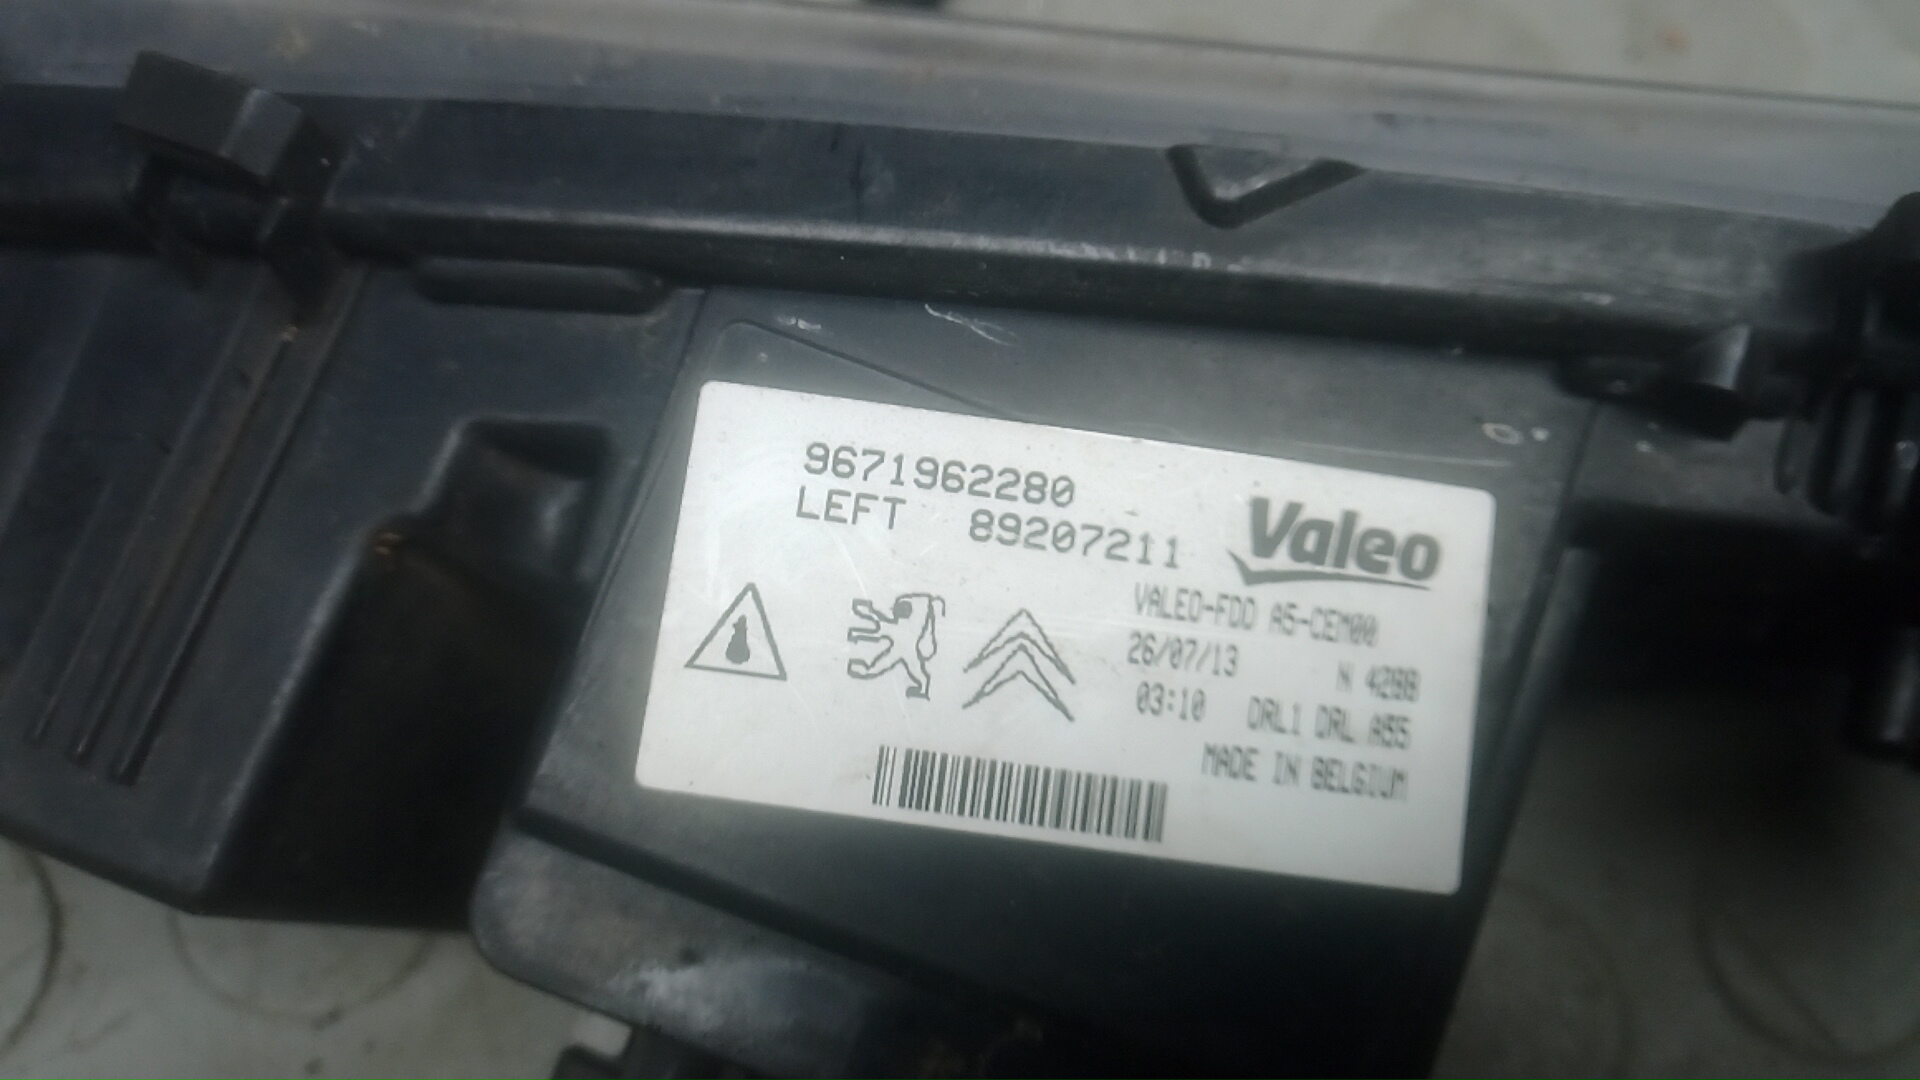 9671962280
LEFT 89207211
Valeo
VALEO-FDD A5-CEM00
26/07/13 N 4298
03:10 DRL1 DRL A55
MADE IN BELGIUM